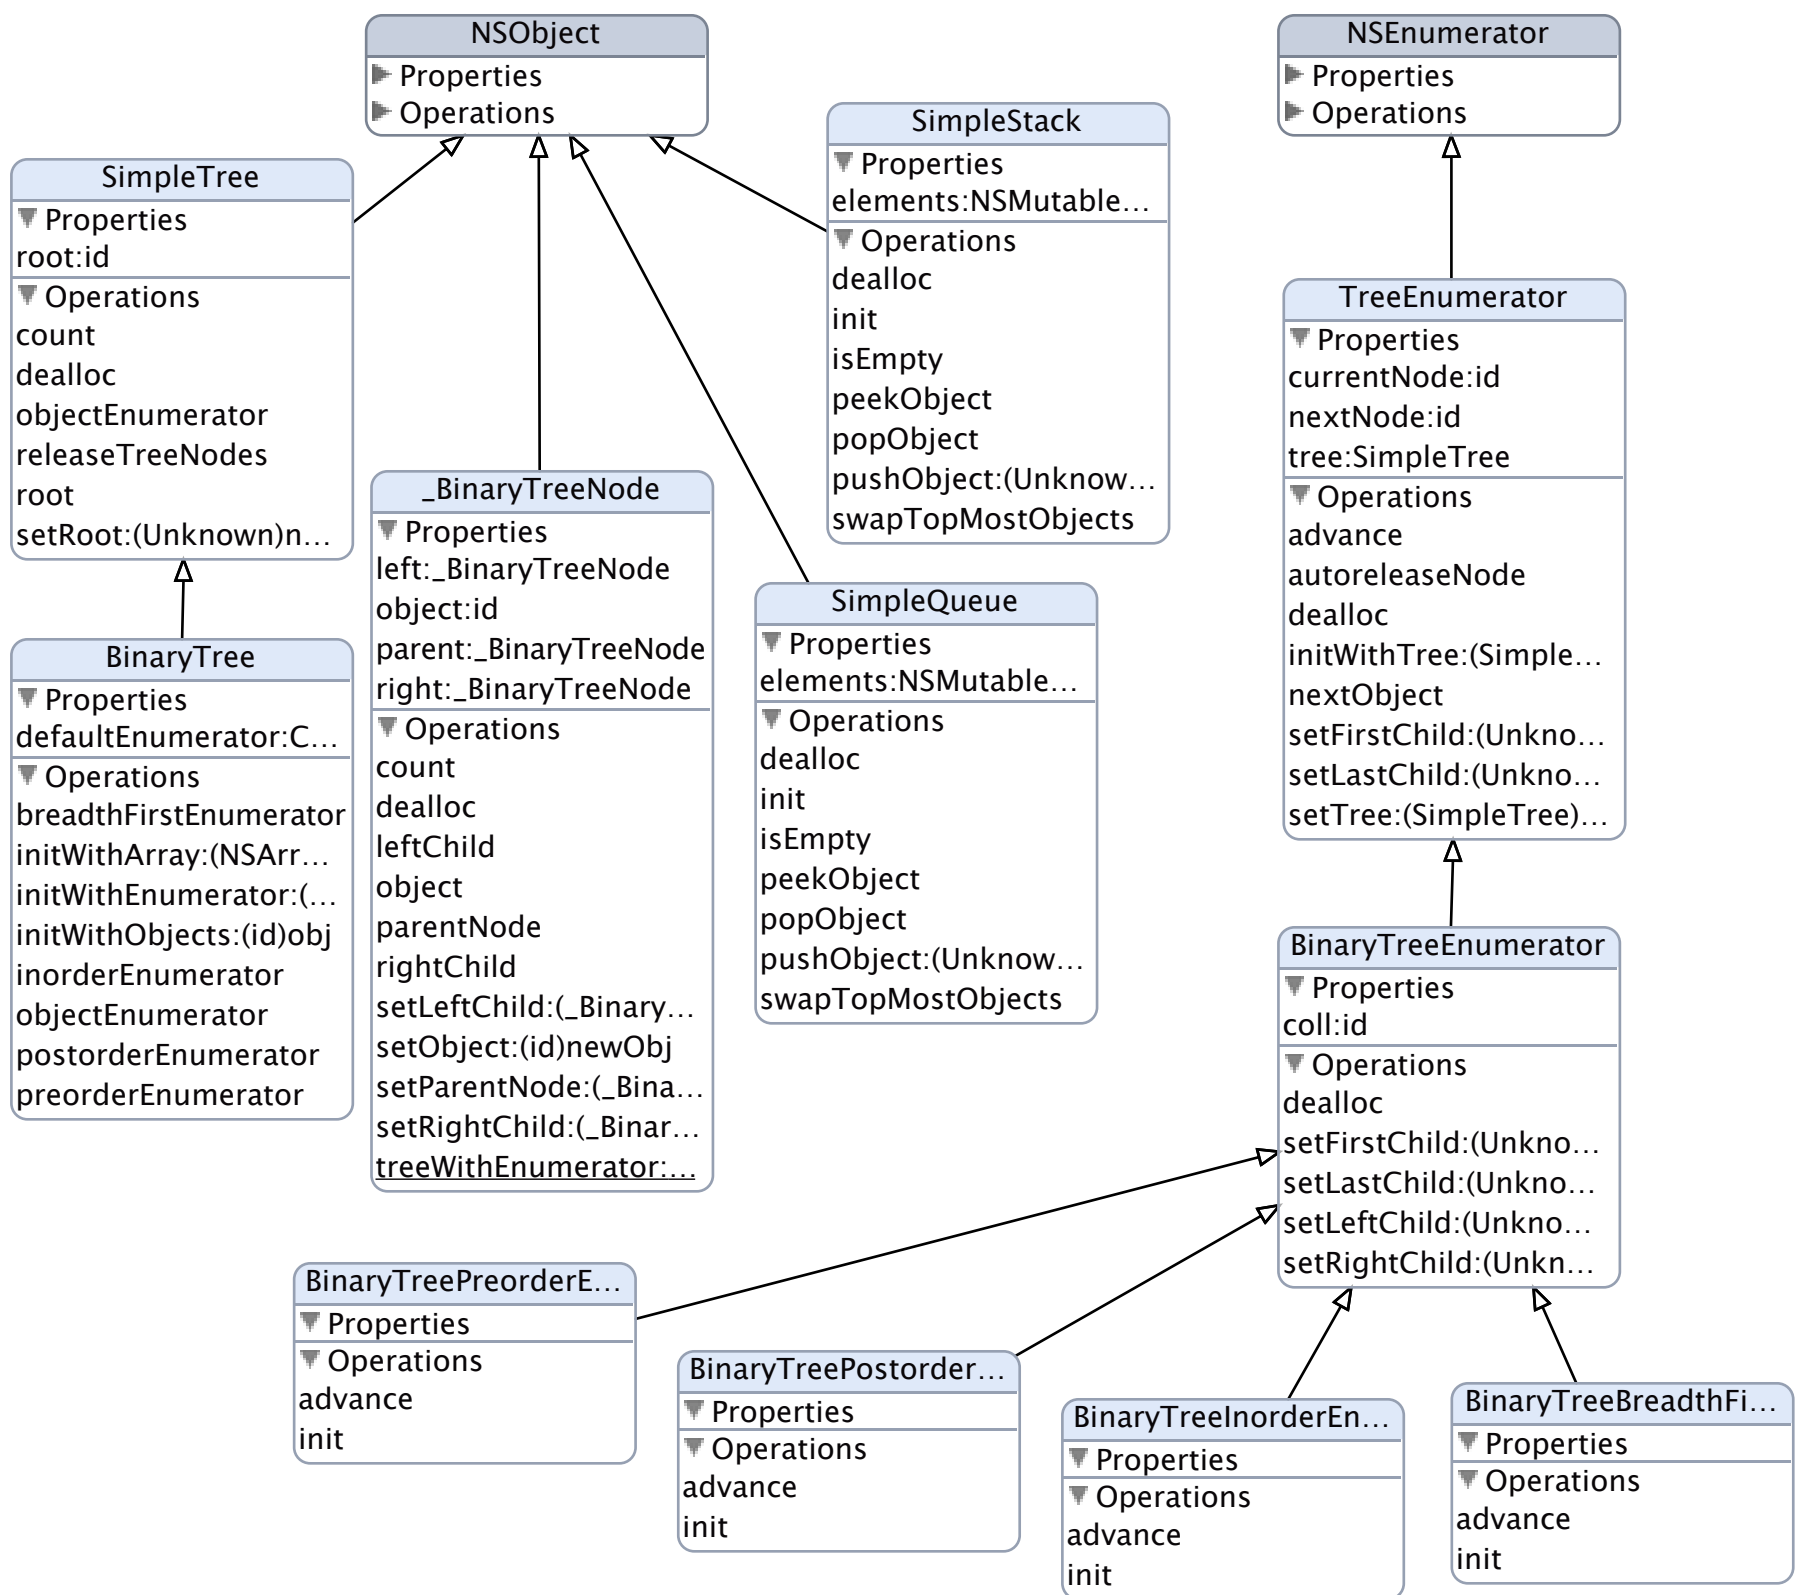 NSObject
Properties
Operations
NSEnumerator
Properties
Operations
SimpleStack
Properties
elements:NSMutable...
Operations
dealloc
init
isEmpty
peekObject
popObject
pushObject:(Unknow...
swapTopMostObjects
SimpleTree
Properties
root:id
Operations
count
dealloc
objectEnumerator
releaseTreeNodes
root
setRoot:(Unknown)n...
TreeEnumerator
Properties
currentNode:id
nextNode:id
tree:SimpleTree
Operations
advance
autoreleaseNode
dealloc
initWithTree:(Simple...
nextObject
setFirstChild:(Unkno...
setLastChild:(Unkno...
setTree:(SimpleTree)...
_BinaryTreeNode
Properties
left:_BinaryTreeNode
object:id
parent:_BinaryTreeNode
right:_BinaryTreeNode
Operations
count
dealloc
leftChild
object
parentNode
rightChild
setLeftChild:(_Binary...
setObject:(id)newObj
setParentNode:(_Bina...
setRightChild:(_Binar...
treeWithEnumerator:...
SimpleQueue
Properties
elements:NSMutable...
Operations
dealloc
init
isEmpty
peekObject
popObject
pushObject:(Unknow...
swapTopMostObjects
BinaryTree
Properties
defaultEnumerator:C...
Operations
breadthFirstEnumerator
initWithArray:(NSArr...
initWithEnumerator:(...
initWithObjects:(id)obj
inorderEnumerator
objectEnumerator
postorderEnumerator
preorderEnumerator
BinaryTreeEnumerator
Properties
coll:id
Operations
dealloc
setFirstChild:(Unkno...
setLastChild:(Unkno...
setLeftChild:(Unkno...
setRightChild:(Unkn...
BinaryTreePreorderE...
Properties
Operations
advance
init
BinaryTreePostorder...
Properties
Operations
advance
init
BinaryTreeInorderEn...
Properties
Operations
advance
init
BinaryTreeBreadthFi...
Properties
Operations
advance
init